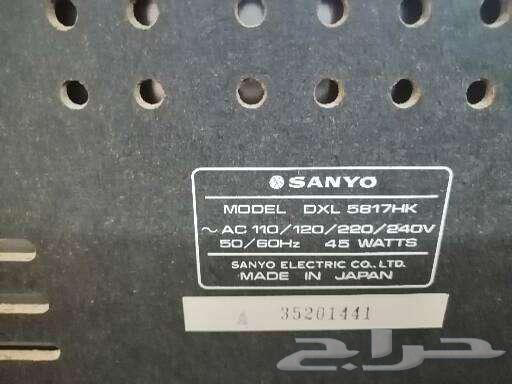 SANYO
MODEL DXL 5817HK
~ AC 110/120/220/240V
50/60Hz 45 WATTS
SANYO ELECTRIC CO., LTD.
MADE IN JAPAN
A 35201441
حراج